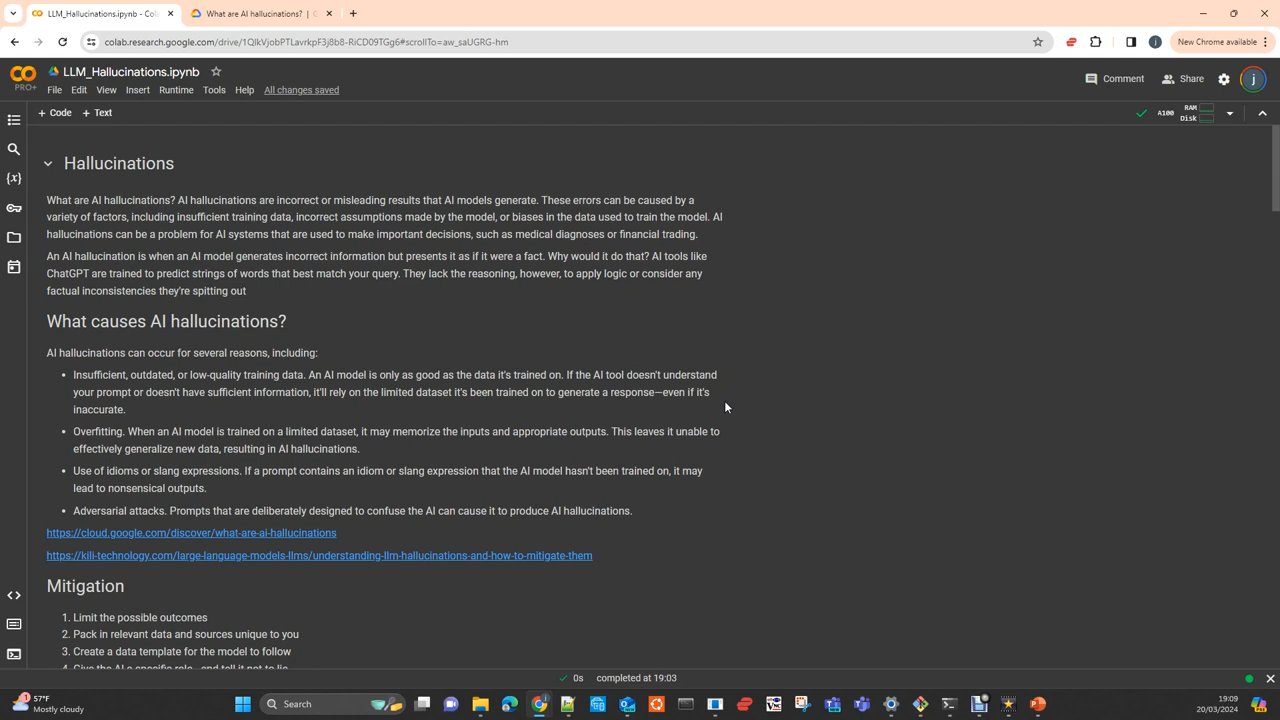 LLM_Hallucinations.ipynb - Cola
What are AI hallucinations? | G
colab.research.google.com/drive/1QlkVjobPTLavrkpF3j8b8-RiCD09TGg6#scrollTo=aw_saUGRG-hm
New Chrome available
LLM_Hallucinations.ipynb
PRO+
File Edit View Insert Runtime Tools Help All changes saved
Comment Share j
+ Code + Text
A100 RAM Disk
Hallucinations
What are AI hallucinations? AI hallucinations are incorrect or misleading results that AI models generate. These errors can be caused by a
variety of factors, including insufficient training data, incorrect assumptions made by the model, or biases in the data used to train the model. AI
hallucinations can be a problem for AI systems that are used to make important decisions, such as medical diagnoses or financial trading.
An AI hallucination is when an AI model generates incorrect information but presents it as if it were a fact. Why would it do that? AI tools like
ChatGPT are trained to predict strings of words that best match your query. They lack the reasoning, however, to apply logic or consider any
factual inconsistencies they're spitting out
What causes AI hallucinations?
AI hallucinations can occur for several reasons, including:
• Insufficient, outdated, or low-quality training data. An AI model is only as good as the data it's trained on. If the AI tool doesn't understand
your prompt or doesn't have sufficient information, it'll rely on the limited dataset it's been trained on to generate a response—even if it's
inaccurate.
• Overfitting. When an AI model is trained on a limited dataset, it may memorize the inputs and appropriate outputs. This leaves it unable to
effectively generalize new data, resulting in AI hallucinations.
• Use of idioms or slang expressions. If a prompt contains an idiom or slang expression that the AI model hasn't been trained on, it may
lead to nonsensical outputs.
• Adversarial attacks. Prompts that are deliberately designed to confuse the AI can cause it to produce AI hallucinations.
https://cloud.google.com/discover/what-are-ai-hallucinations
https://kili-technology.com/large-language-models-llms/understanding-llm-hallucinations-and-how-to-mitigate-them
Mitigation
1. Limit the possible outcomes
2. Pack in relevant data and sources unique to you
3. Create a data template for the model to follow
4. Give the AI a specific role—and tell it not to lie
0s completed at 19:03
57°F
Mostly cloudy
Search
19:09
20/03/2024